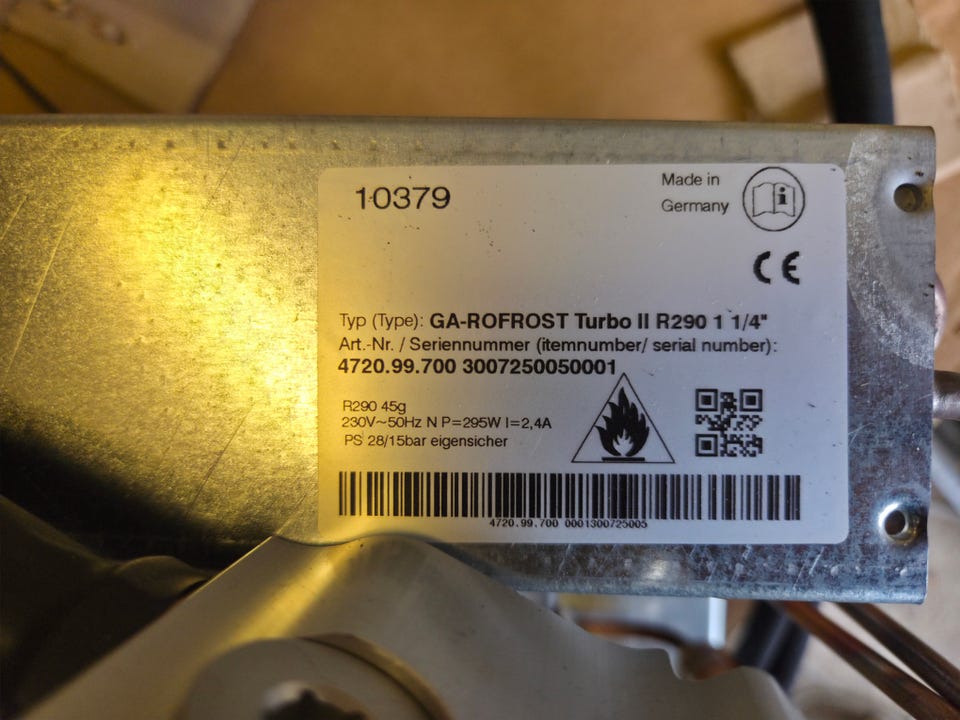 10379
Made in
Germany
CE
Typ (Type): GA-ROFROST Turbo II R290 1 1/4"
Art.-Nr. / Seriennummer (itemnumber/ serial number):
4720.99.700 3007250050001
R290 45g
230V~50Hz N P=295W I=2,4A
PS 28/15bar eigensicher
4720.99.700 0001300725005